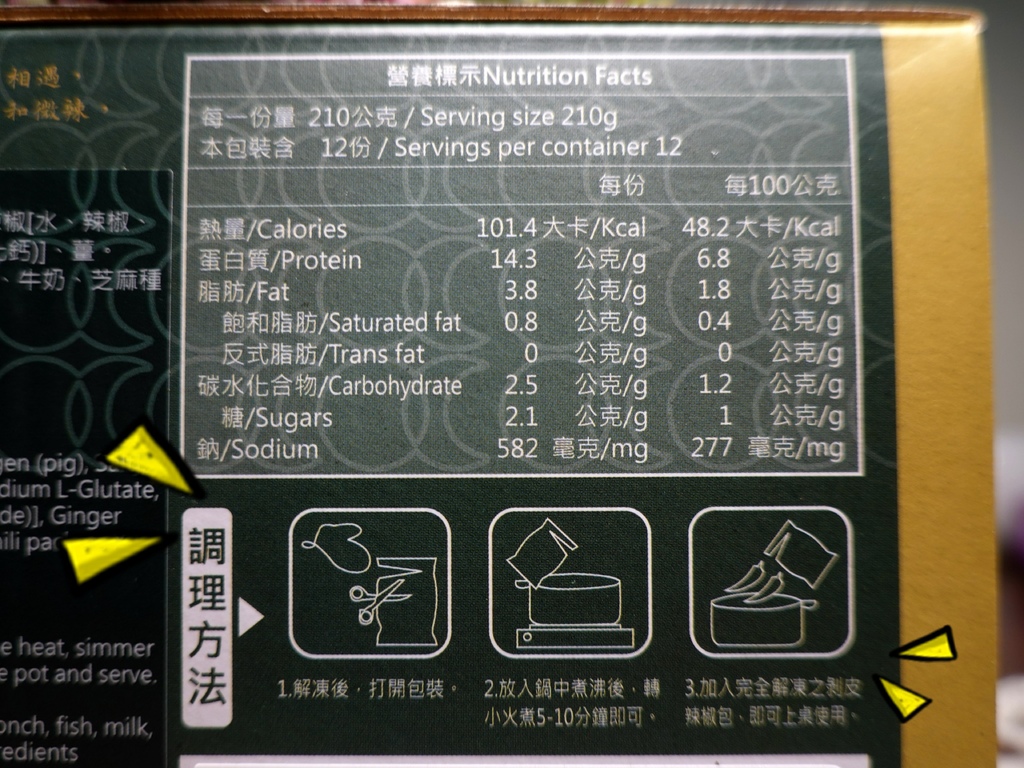 相遇，
和微辣，
椒[水、辣椒、
鈣)]、薑。
、牛奶、芝麻種
gen (pig),
dium L-Glutate,
de)], Ginger
e heat, simmer
e pot and serve.
onch, fish, milk,
redients
營養標示Nutrition Facts
每一份量 210公克 / Serving size 210g
本包裝含 12份 / Servings per container 12
每份 每100公克
熱量/Calories 101.4 大卡/Kcal 48.2 大卡/Kcal
蛋白質/Protein 14.3 公克/g 6.8 公克/g
脂肪/Fat 3.8 公克/g 1.8 公克/g
飽和脂肪/Saturated fat 0.8 公克/g 0.4 公克/g
反式脂肪/Trans fat 0 公克/g 0 公克/g
碳水化合物/Carbohydrate 2.5 公克/g 1.2 公克/g
糖/Sugars 2.1 公克/g 1 公克/g
鈉/Sodium 582 毫克/mg 277 毫克/mg
調理方法
1.解凍後，打開包裝。
2.放入鍋中煮沸後，轉
小火煮5-10分鐘即可。
3.加入完全解凍之剥皮
辣椒包，即可上桌使用。